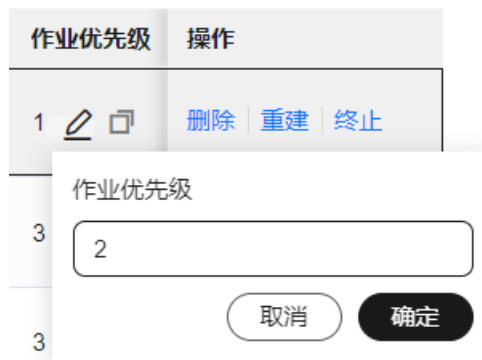 作业优先级 操作
1 删除 重建 终止
作业优先级
3
2
取消 确定
3